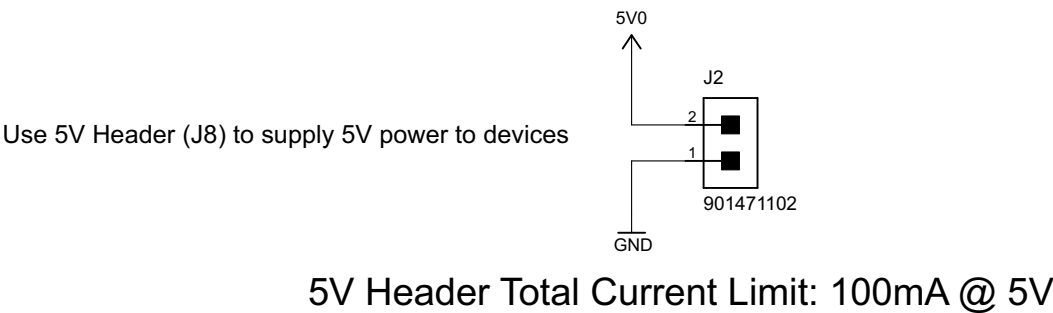 5V0
J2
Use 5V Header (J8) to supply 5V power to devices
2
1
901471102
GND
5V Header Total Current Limit: 100mA @ 5V